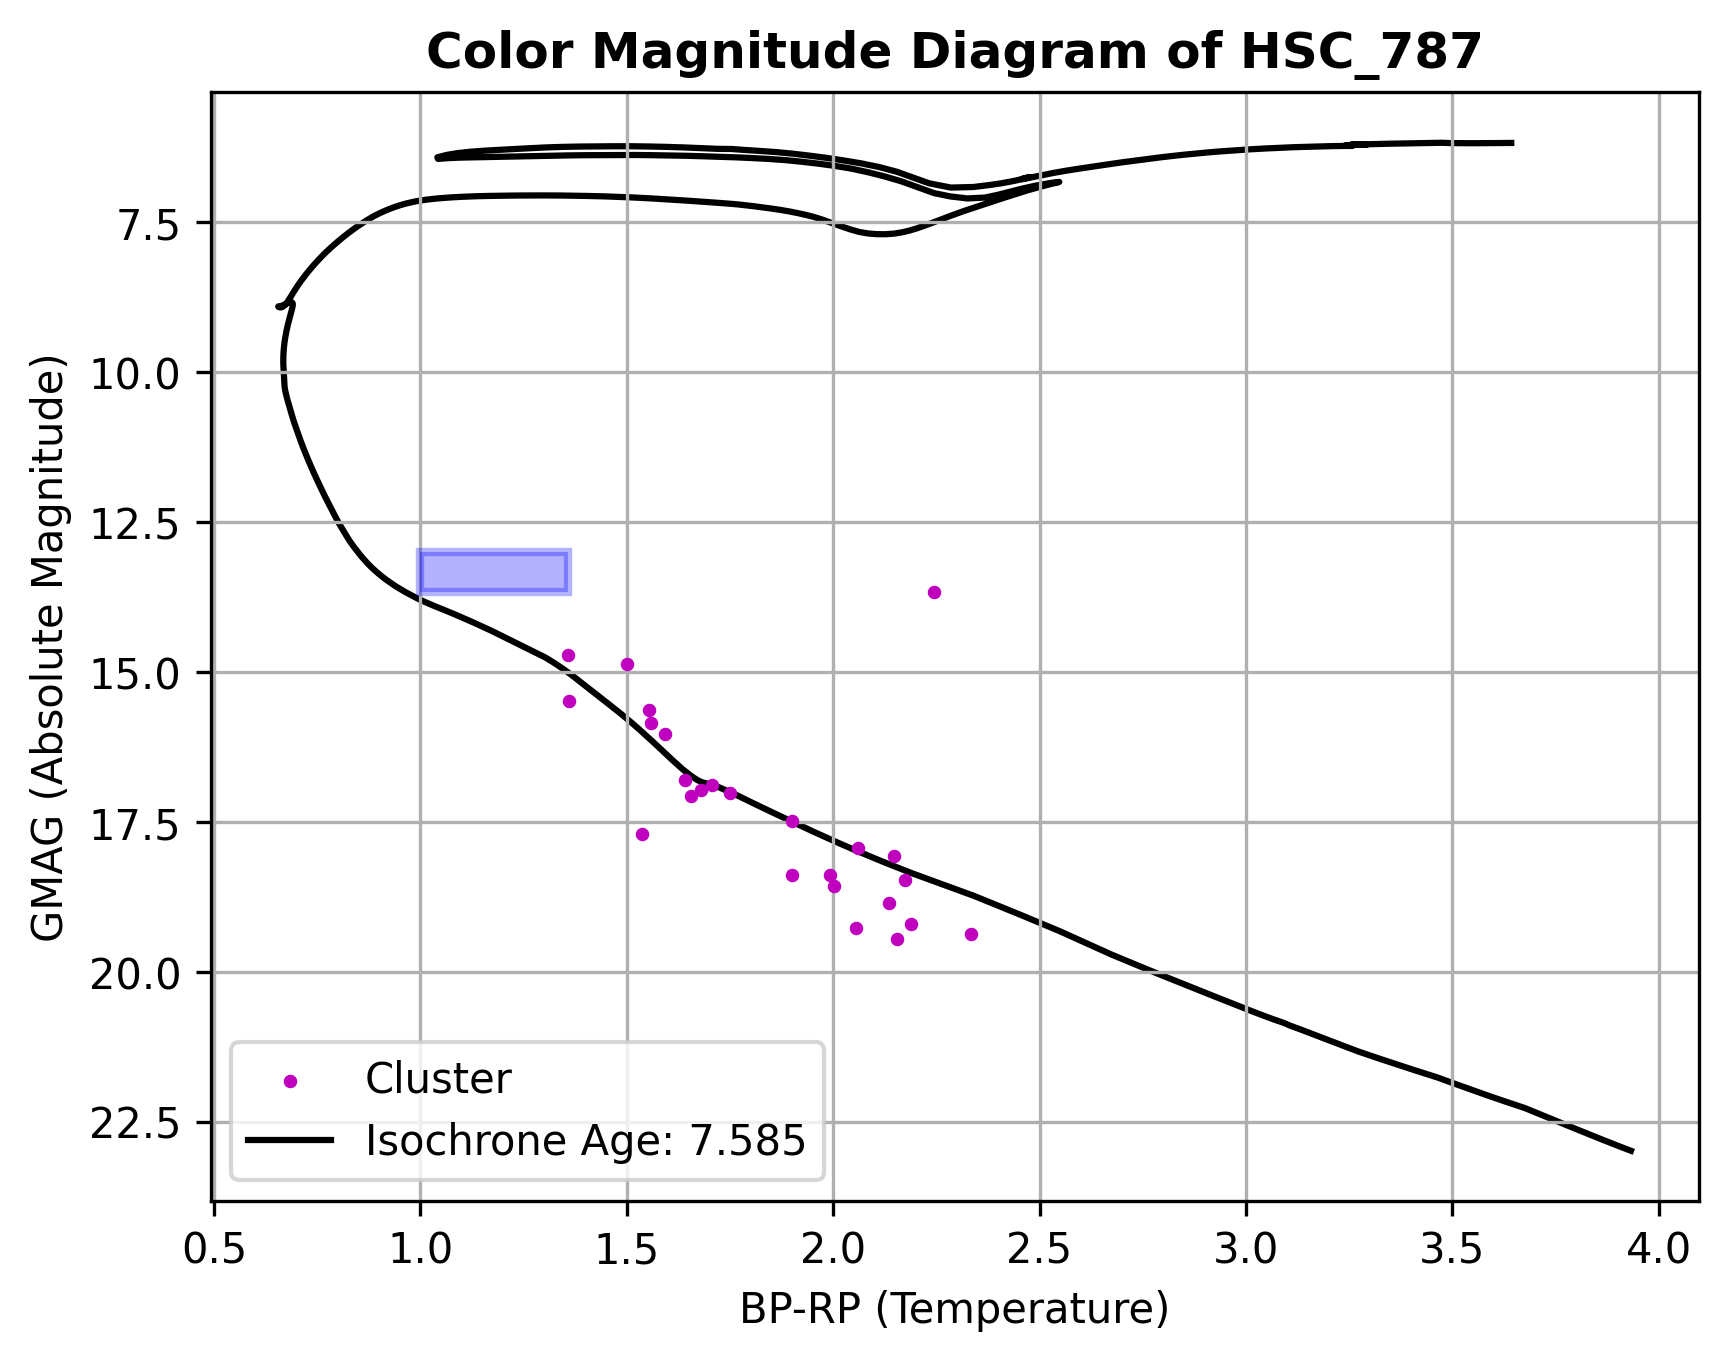 Color Magnitude Diagram of HSC_787
GMAG (Absolute Magnitude)
7.5
10.0
12.5
15.0
17.5
20.0
22.5
Cluster
Isochrone Age: 7.585
0.5 1.0 1.5 2.0 2.5 3.0 3.5 4.0
BP-RP (Temperature)